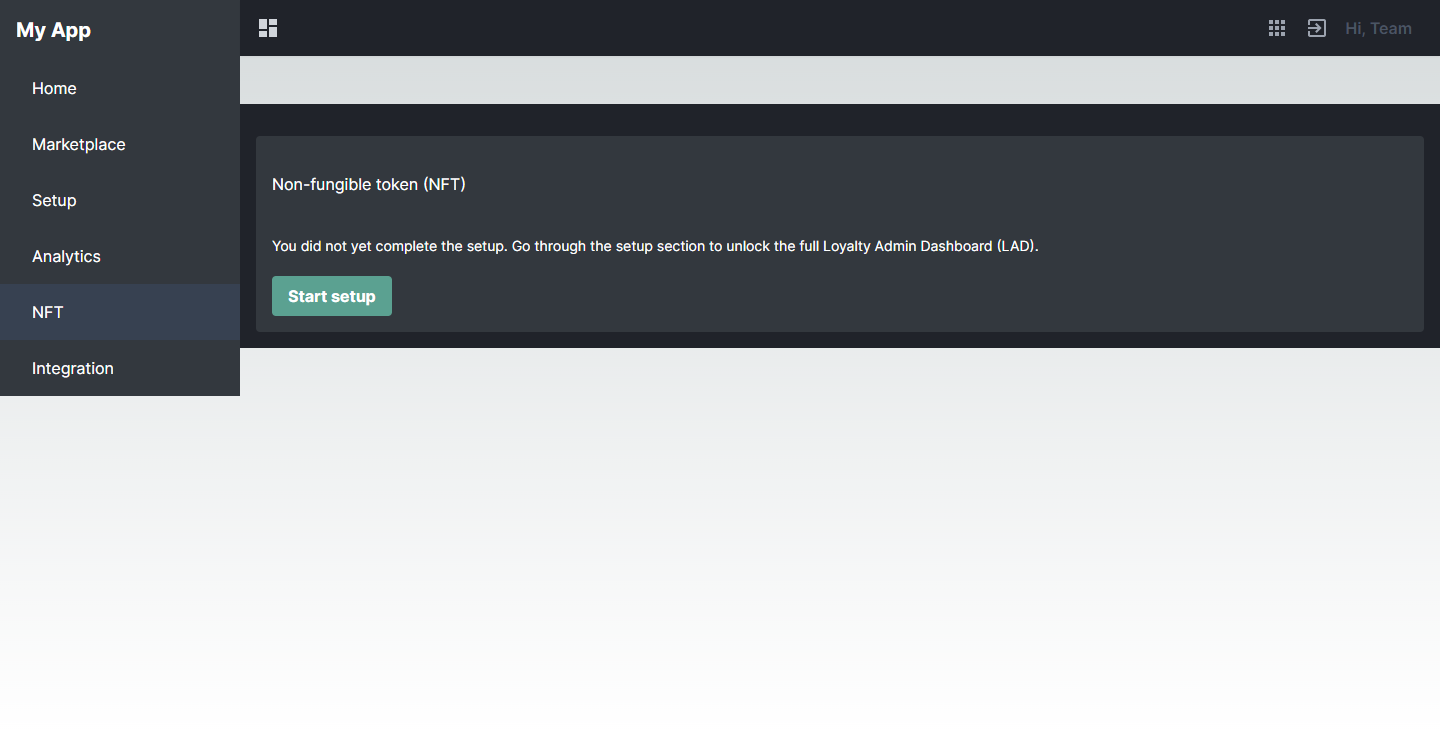 My App
Hi, Team
Home
Marketplace
Setup
Analytics
NFT
Integration
Non-fungible token (NFT)
You did not yet complete the setup. Go through the setup section to unlock the full Loyalty Admin Dashboard (LAD).
Start setup